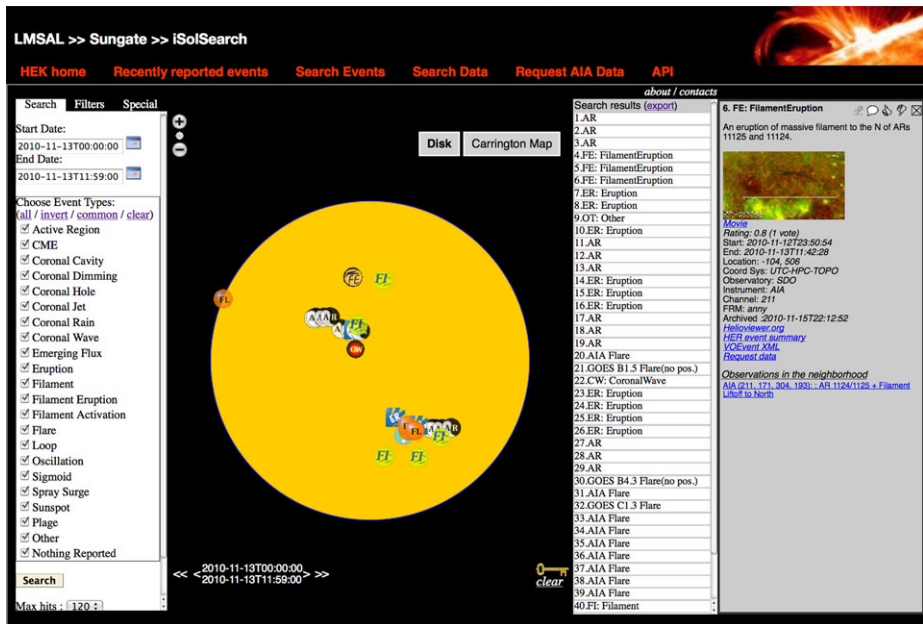 LMSAL >> Sungate >> iSolSearch
HEK home Recently reported events Search Events Search Data Request AIA Data API
about / contacts
Search Filters Special
Start Date:
2010-11-13T00:00:00
End Date:
2010-11-13T11:59:00
Choose Event Types:
(all / invert / common / clear)
Active Region
CME
Coronal Cavity
Coronal Dimming
Coronal Hole
Coronal Jet
Coronal Rain
Coronal Wave
Emerging Flux
Eruption
Filament
Filament Eruption
Filament Activation
Flare
Loop
Oscillation
Sigmoid
Spray Surge
Sunspot
Plage
Other
Nothing Reported
Search
Max hits : 120
Disk Carrington Map
FE
FI
FL
A A A R
A
FI
CW
ER
FL
A A A R
FI
FI
FI
<< < 2010-11-13T00:00:00
2010-11-13T11:59:00 > >>
clear
Search results (export)
1.AR
2.AR
3.AR
4.FE: FilamentEruption
5.FE: FilamentEruption
6.FE: FilamentEruption
7.ER: Eruption
8.ER: Eruption
9.OT: Other
10.ER: Eruption
11.AR
12.AR
13.AR
14.ER: Eruption
15.ER: Eruption
16.ER: Eruption
17.AR
18.AR
19.AR
20.AIA Flare
21.GOES B1.5 Flare(no pos.)
22.CW: CoronalWave
23.ER: Eruption
24.ER: Eruption
25.ER: Eruption
26.ER: Eruption
27.AR
28.AR
29.AR
30.GOES B4.3 Flare(no pos.)
31.AIA Flare
32.GOES C1.3 Flare
33.AIA Flare
34.AIA Flare
35.AIA Flare
36.AIA Flare
37.AIA Flare
38.AIA Flare
39.AIA Flare
40.FI: Filament
6. FE: FilamentEruption
An eruption of massive filament to the N of ARs
11125 and 11124.
Movie
Rating: 0.8 (1 vote)
Start: 2010-11-12T23:50:54
End: 2010-11-13T11:42:28
Location: -104, 506
Coord Sys: UTC-HPC-TOPO
Observatory: SDO
Instrument: AIA
Channel: 211
FRM: anny
Archived :2010-11-15T22:12:52
Helioviewer.org
HER event summary
VOEvent XML
Request data
Observations in the neighborhood
AIA (211, 171, 304, 193): ; AR 1124/1125 + Filament
Liftoff to North